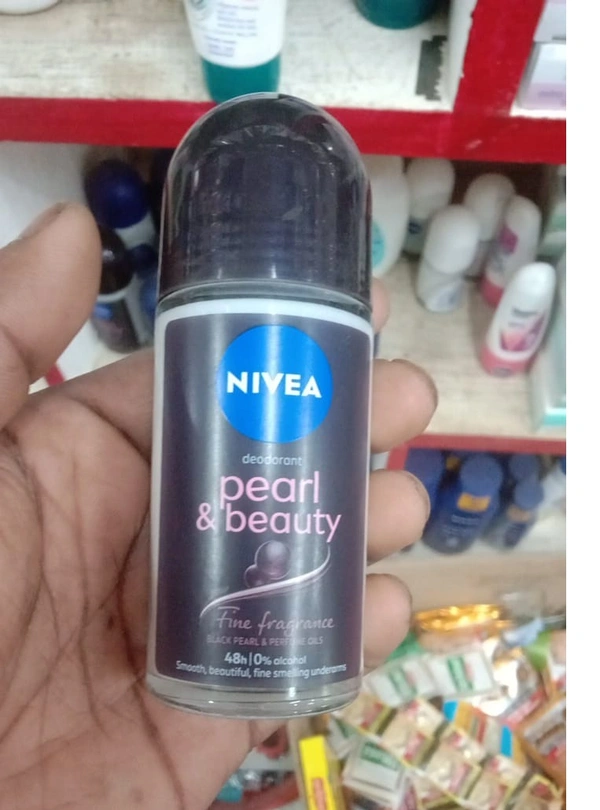 NIVEA
deodorant
pearl
& beauty
Fine fragrance
BLACK PEARL & PERFUME OILS
48h | 0% alcohol
Smooth, beautiful, fine smelling underarms